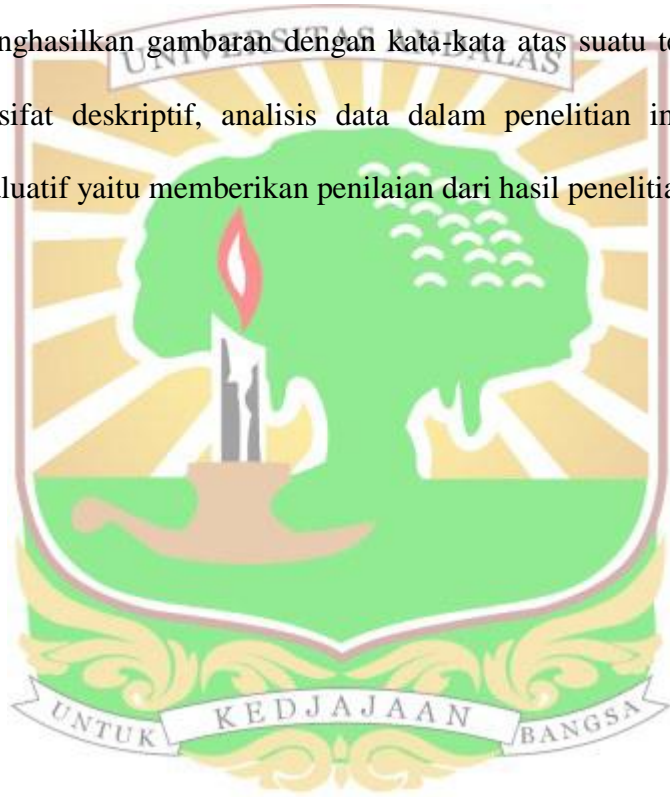 nghasilkan gambaran dengan kata-kata atas suatu te
UNIVERSITAS ANDALAS
sifat deskriptif, analisis data dalam penelitian in
luatif yaitu memberikan penilaian dari hasil penelitia
UNTUK KEDJAJAAN BANGSA